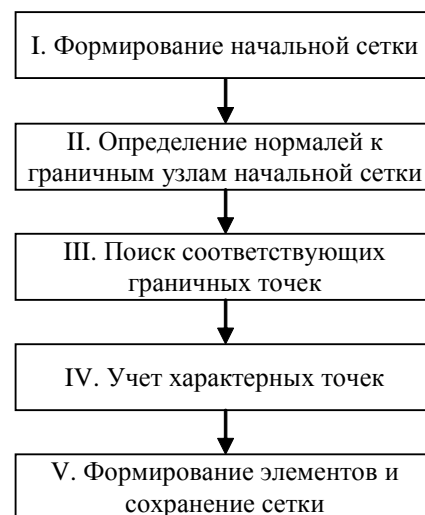 I. Формирование начальной сетки
II. Определение нормалей к
граничным узлам начальной сетки
III. Поиск соответствующих
граничных точек
IV. Учет характерных точек
V. Формирование элементов и
сохранение сетки